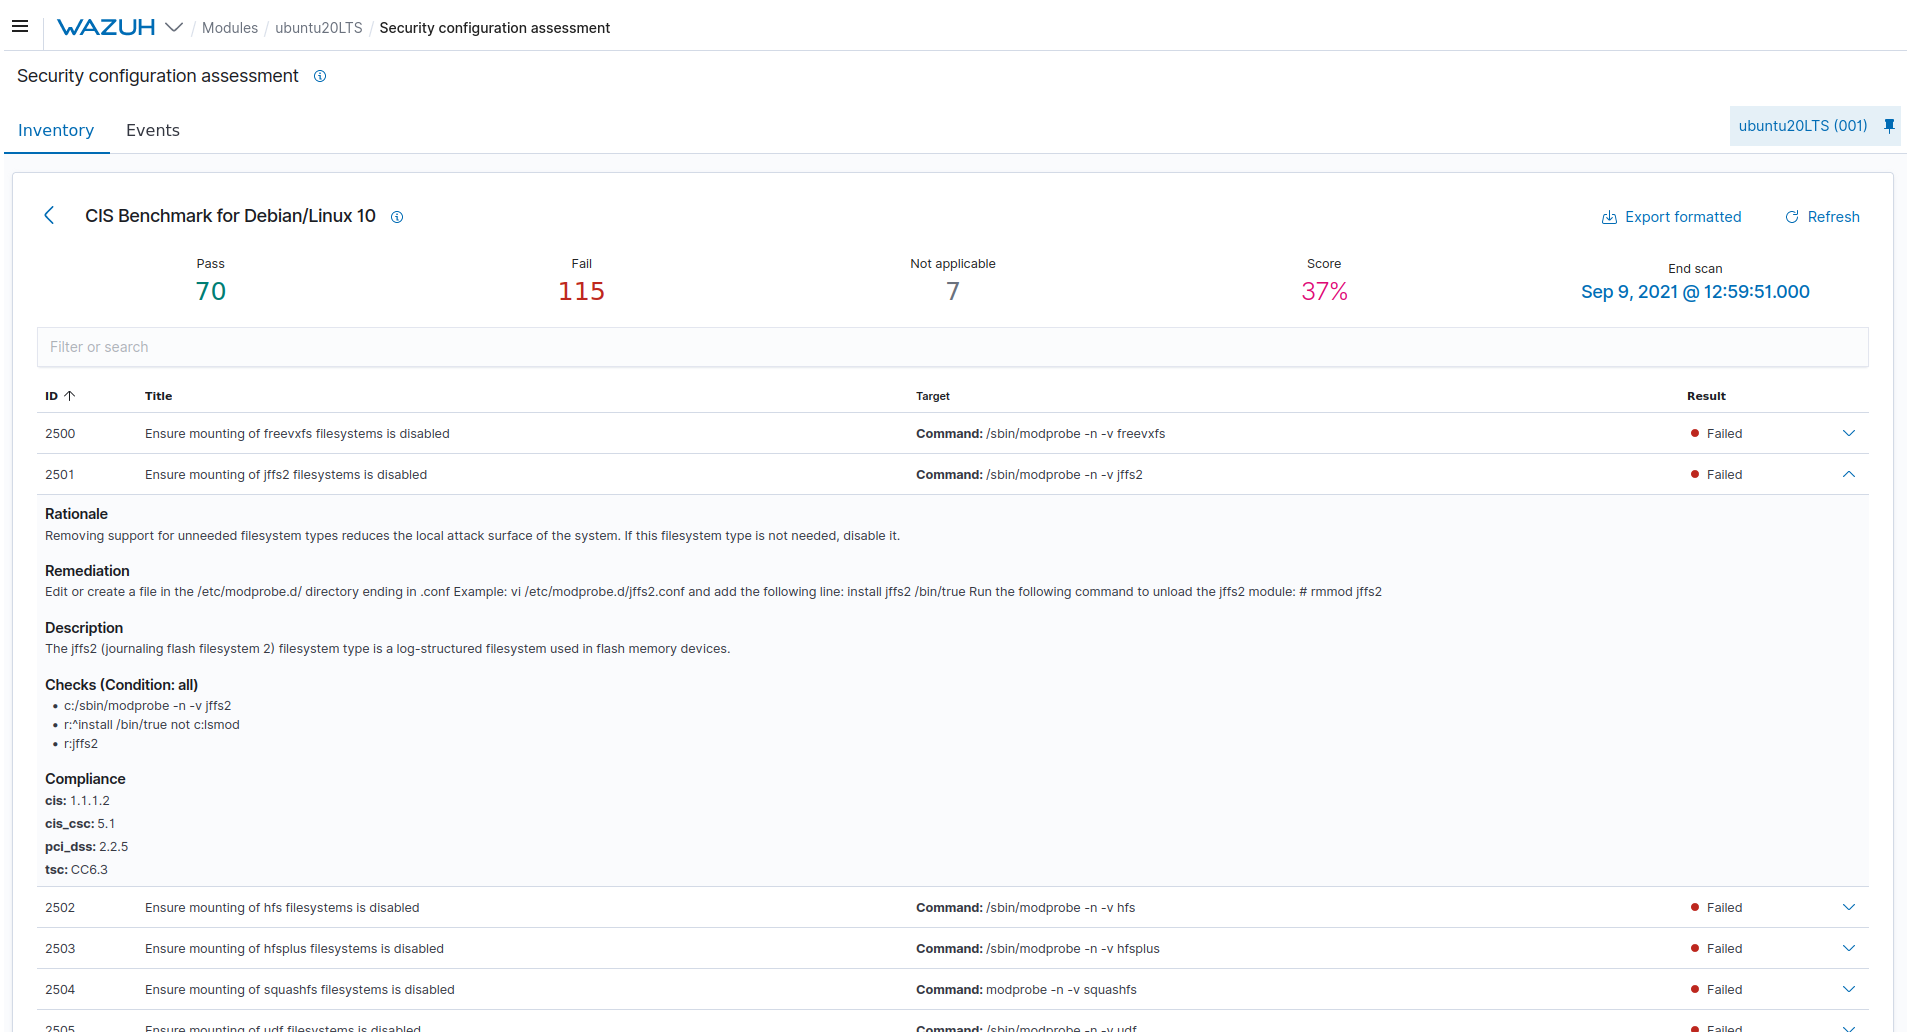 WAZUH / Modules / ubuntu20LTS / Security configuration assessment
Security configuration assessment
Inventory Events
ubuntu20LTS (001)
CIS Benchmark for Debian/Linux 10
Export formatted Refresh
Pass Fail Not applicable Score End scan
70 115 7 37% Sep 9, 2021 @ 12:59:51.000
Filter or search
ID Title Target Result
2500 Ensure mounting of freevxfs filesystems is disabled Command: /sbin/modprobe -n -v freevxfs Failed
2501 Ensure mounting of jffs2 filesystems is disabled Command: /sbin/modprobe -n -v jffs2 Failed
Rationale
Removing support for unneeded filesystem types reduces the local attack surface of the system. If this filesystem type is not needed, disable it.
Remediation
Edit or create a file in the /etc/modprobe.d/ directory ending in .conf Example: vi /etc/modprobe.d/jffs2.conf and add the following line: install jffs2 /bin/true Run the following command to unload the jffs2 module: # rmmod jffs2
Description
The jffs2 (journaling flash filesystem 2) filesystem type is a log-structured filesystem used in flash memory devices.
Checks (Condition: all)
• c:/sbin/modprobe -n -v jffs2
• r:^install /bin/true not c:lsmod
• r:jffs2
Compliance
cis: 1.1.1.2
cis_csc: 5.1
pci_dss: 2.2.5
tsc: CC6.3
2502 Ensure mounting of hfs filesystems is disabled Command: /sbin/modprobe -n -v hfs Failed
2503 Ensure mounting of hfsplus filesystems is disabled Command: /sbin/modprobe -n -v hfsplus Failed
2504 Ensure mounting of squashfs filesystems is disabled Command: modprobe -n -v squashfs Failed
2505 Ensure mounting of udf filesystems is disabled Command: /sbin/modprobe -n -v udf Failed